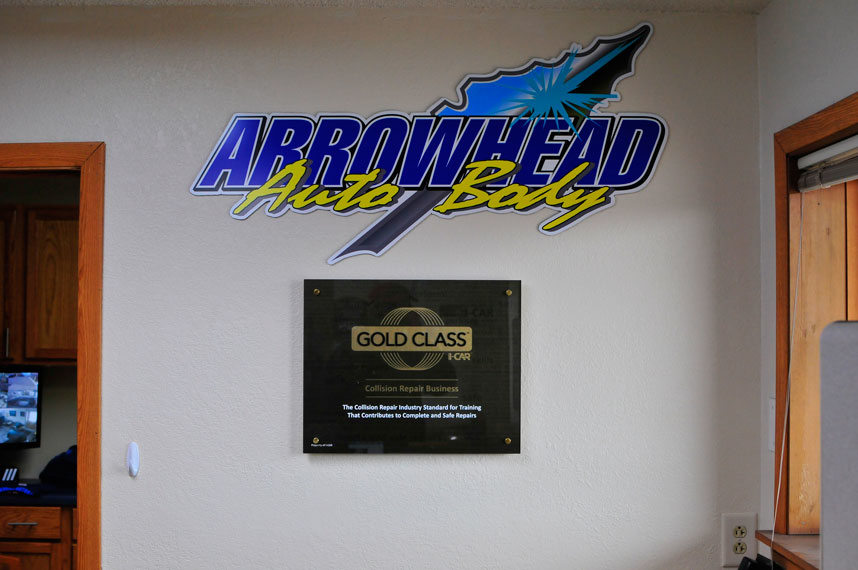 ARROWHEAD
Auto Body
GOLD CLASS
I-CAR
Collision Repair Business
The Collision Repair Industry Standard for Training
That Contributes to Complete and Safe Repairs